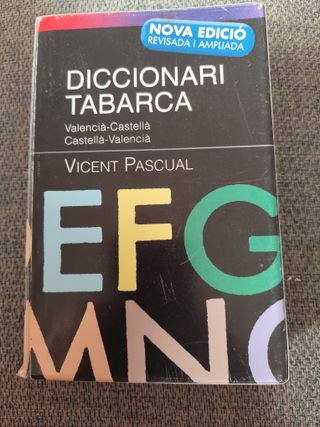 NOVA EDICIÓ
REVISADA I AMPLIADA
DICCIONARI
TABARCA
Valencià-Castellà
Castellà-Valencià
VICENT PASCUAL
EFG
MNO